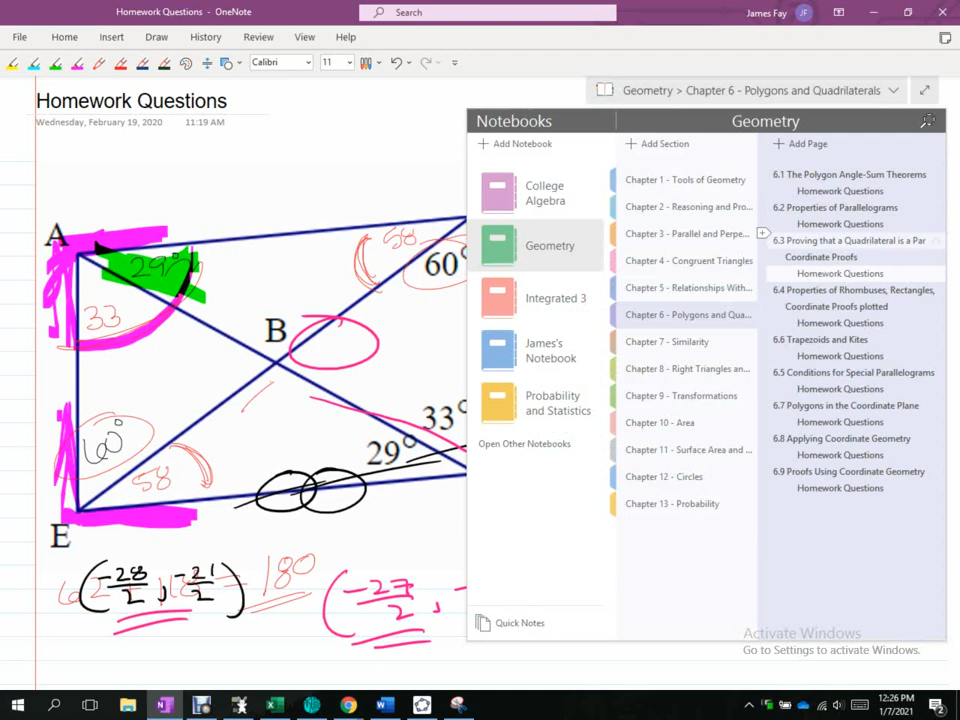 Homework Questions - OneNote
Search
James Fay
JF
File Home Insert Draw History Review View Help
Calibri 11
Homework Questions
Wednesday, February 19, 2020 11:19 AM
Geometry > Chapter 6 - Polygons and Quadrilaterals
Notebooks
Geometry
Add Notebook
Add Section
Add Page
College Algebra
Geometry
Integrated 3
James's Notebook
Probability and Statistics
Open Other Notebooks
Quick Notes
Chapter 1 - Tools of Geometry
Chapter 2 - Reasoning and Pro...
Chapter 3 - Parallel and Perpe...
Chapter 4 - Congruent Triangles
Chapter 5 - Relationships With...
Chapter 6 - Polygons and Qua...
Chapter 7 - Similarity
Chapter 8 - Right Triangles an...
Chapter 9 - Transformations
Chapter 10 - Area
Chapter 11 - Surface Area and ...
Chapter 12 - Circles
Chapter 13 - Probability
6.1 The Polygon Angle-Sum Theorems
Homework Questions
6.2 Properties of Parallelograms
Homework Questions
6.3 Proving that a Quadrilateral is a Par
Coordinate Proofs
Homework Questions
6.4 Properties of Rhombuses, Rectangles,
Coordinate Proofs plotted
Homework Questions
6.6 Trapezoids and Kites
Homework Questions
6.5 Conditions for Special Parallelograms
Homework Questions
6.7 Polygons in the Coordinate Plane
Homework Questions
6.8 Applying Coordinate Geometry
Homework Questions
6.9 Proofs Using Coordinate Geometry
Homework Questions
A
29°
58
60°
33
B
33°
29°
60°
58
E
(-28/2, -21/2)
180
(-27/2, -
Activate Windows
Go to Settings to activate Windows.
12:26 PM
1/7/2021
2